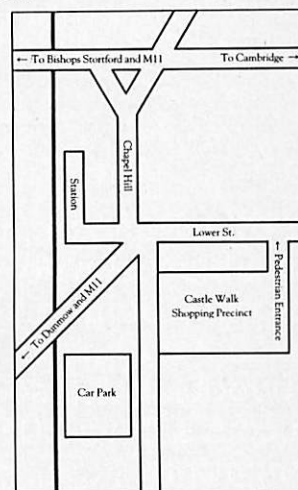 ← To Bishops Stortford and M11
To Cambridge →
Chapel Hill
Station
Lower St.
← Pedestrian Entrance
Castle Walk
Shopping Precinct
← To Dunmow and M11
Car Park